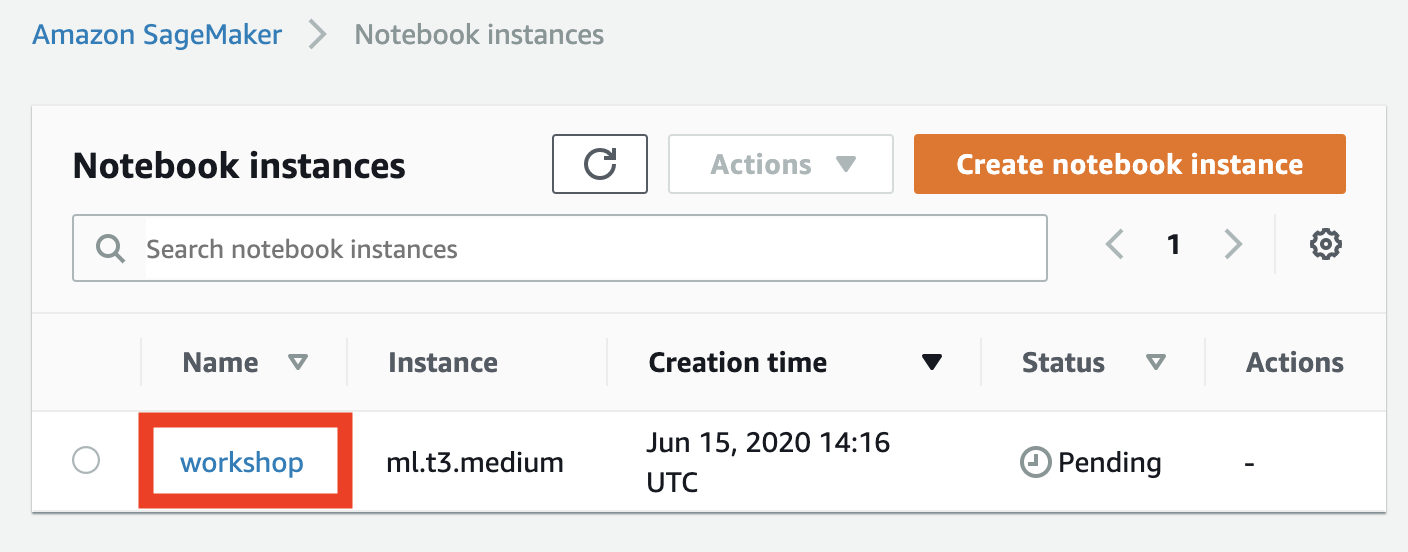 Amazon SageMaker > Notebook instances
Notebook instances
Actions
Create notebook instance
Search notebook instances
1
Name Instance Creation time Status Actions
workshop ml.t3.medium Jun 15, 2020 14:16 Pending -
UTC